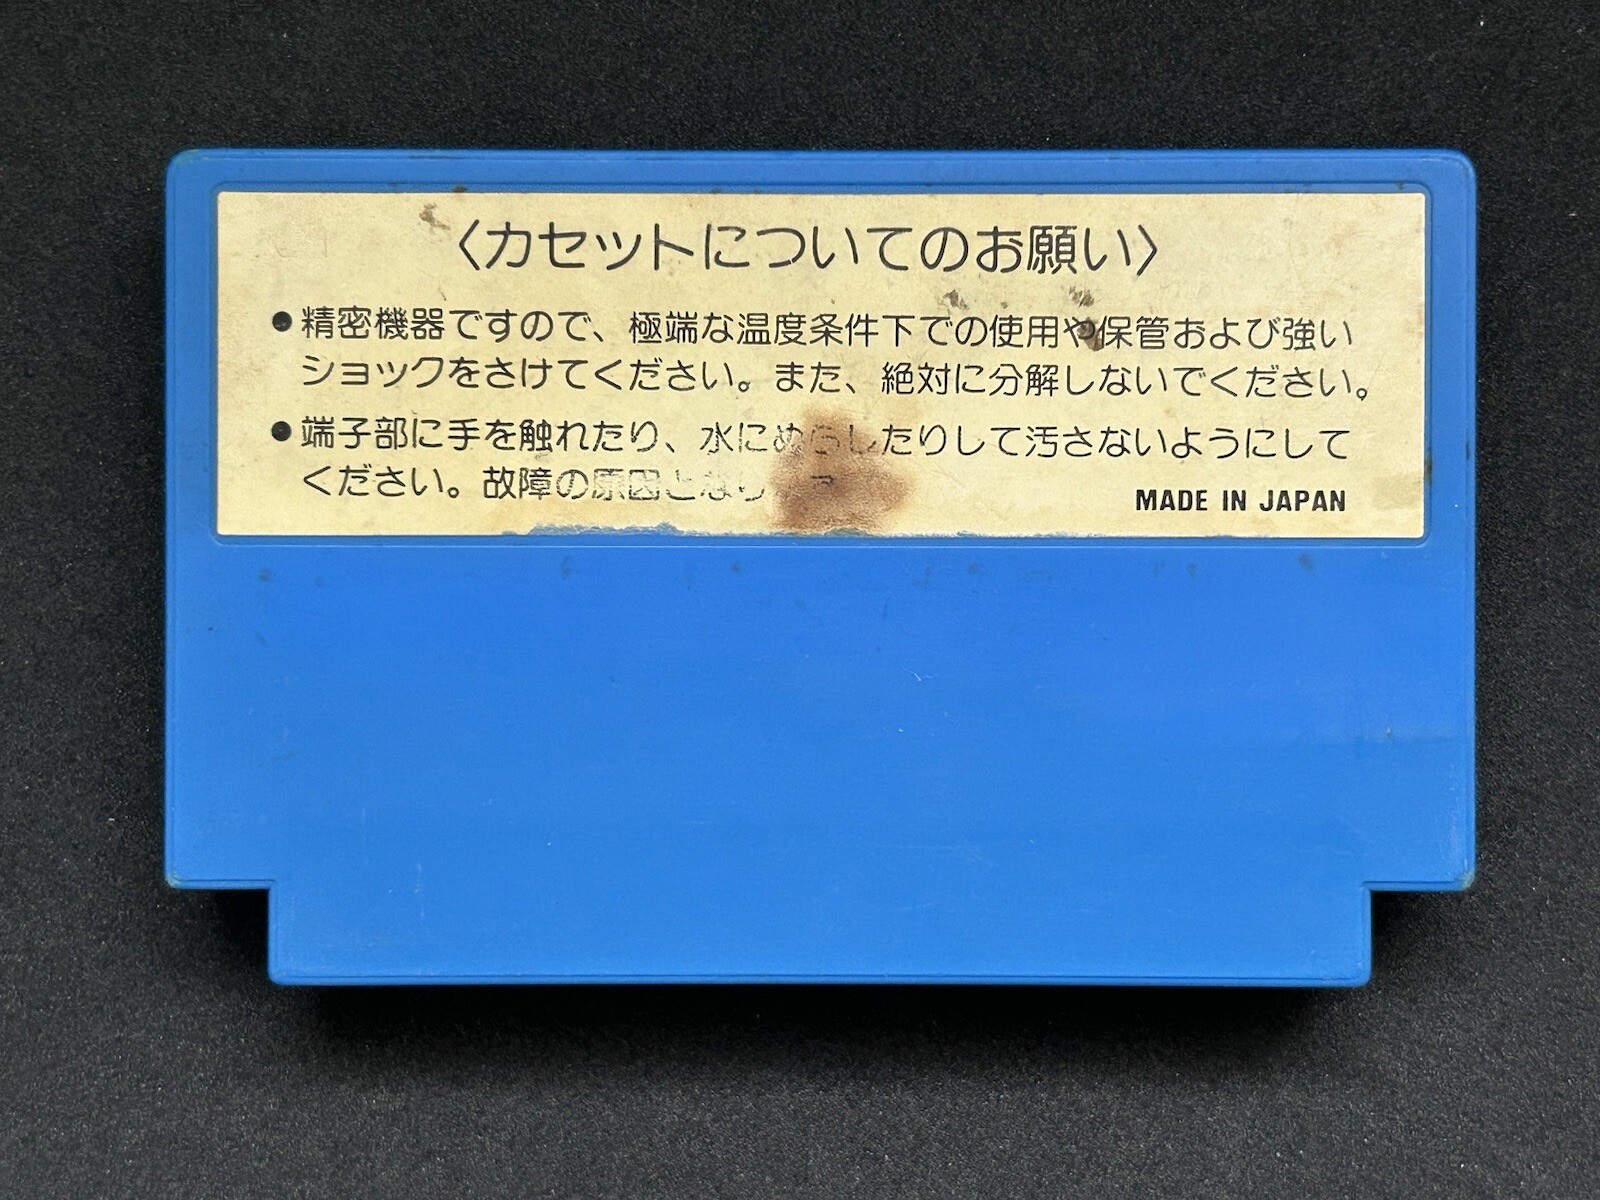 〈カセットについてのお願い〉
●精密機器ですので、極端な温度条件下での使用や保管および強い
ショックをさけてください。また、絶対に分解しないでください。
●端子部に手を触れたり、水にぬらしたりして汚さないようにして
ください。故障の原因となり
MADE IN JAPAN